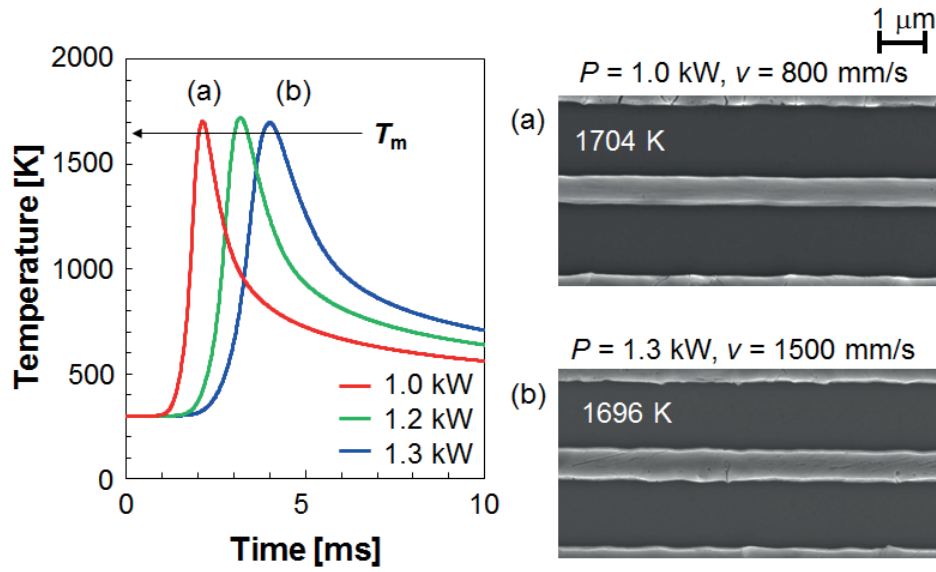 2000
1500
1000
500
0
Temperature [K]
(a)
(b)
Tm
1.0 kW
1.2 kW
1.3 kW
0
5
10
Time [ms]
1 μm
P = 1.0 kW, v = 800 mm/s
(a)
1704 K
P = 1.3 kW, v = 1500 mm/s
(b)
1696 K